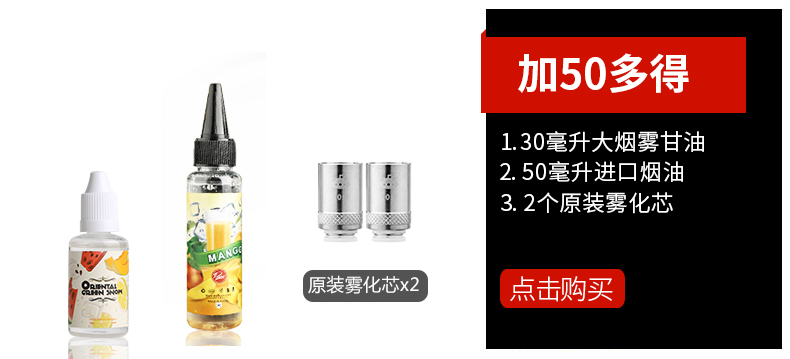 加50多得
1.30毫升大烟雾甘油
2. 50毫升进口烟油
3. 2个原装雾化芯
点击购买
原装雾化芯x2
MANGO
ORIENTAL
GREEN SNOPE